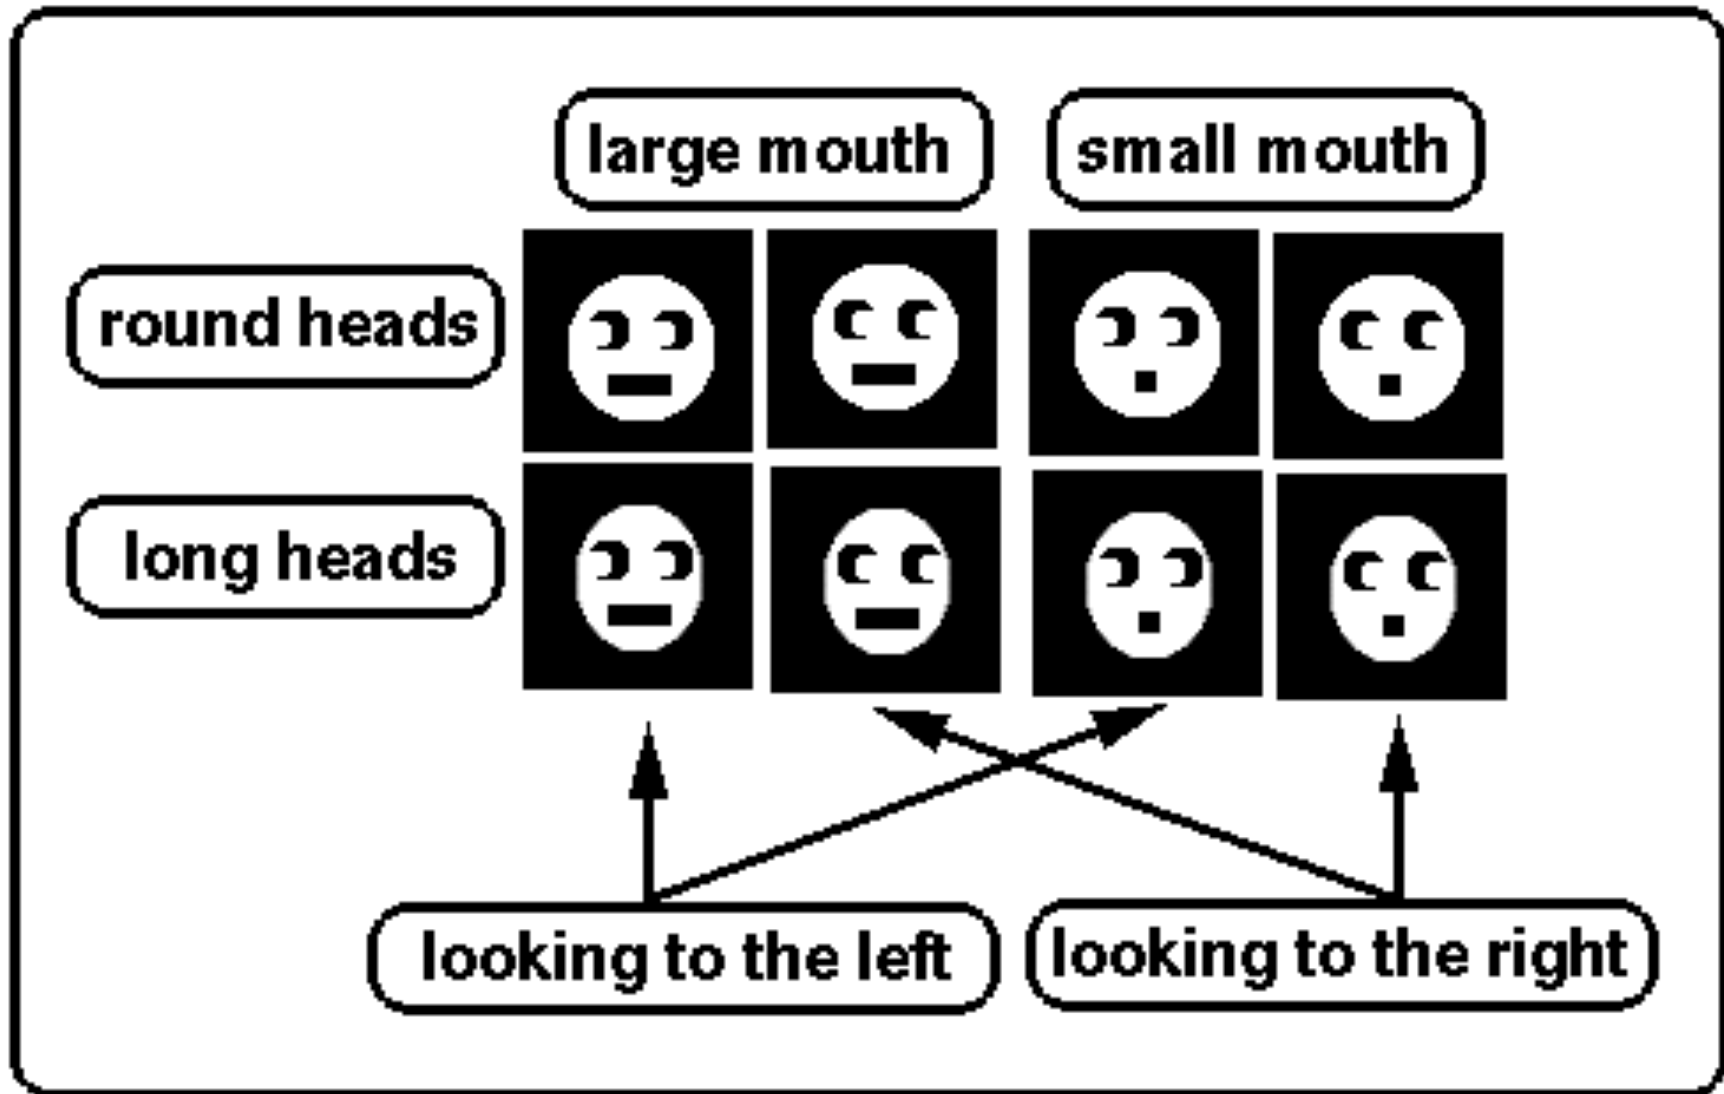 large mouth
small mouth
round heads
long heads
looking to the left
looking to the right